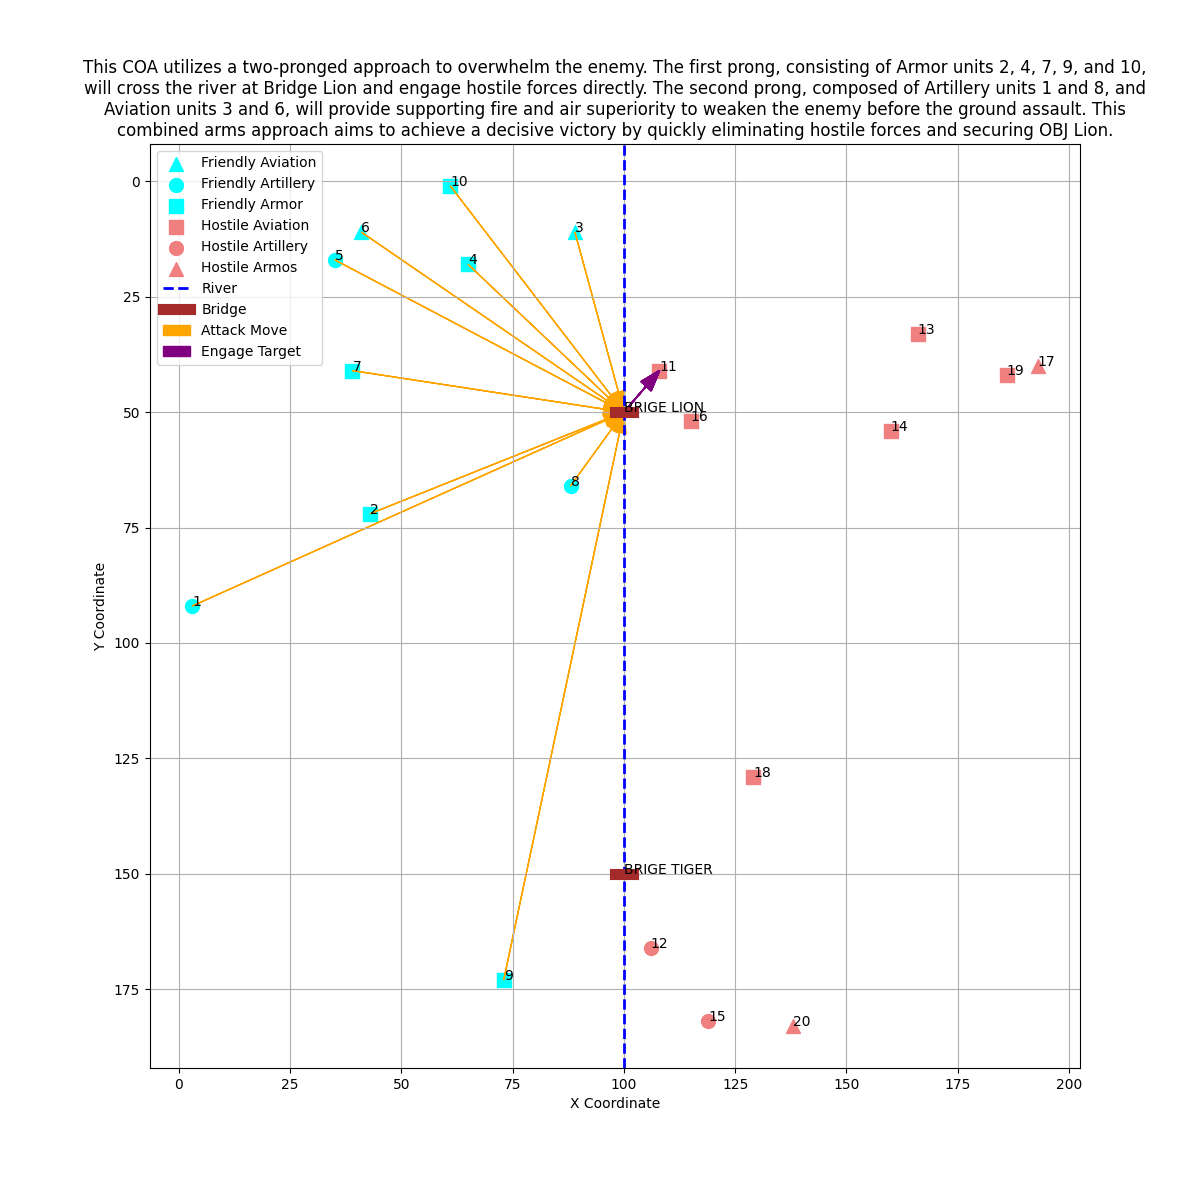 This COA utilizes a two-pronged approach to overwhelm the enemy. The first prong, consisting of Armor units 2, 4, 7, 9, and 10,
will cross the river at Bridge Lion and engage hostile forces directly. The second prong, composed of Artillery units 1 and 8, and
Aviation units 3 and 6, will provide supporting fire and air superiority to weaken the enemy before the ground assault. This
combined arms approach aims to achieve a decisive victory by quickly eliminating hostile forces and securing OBJ Lion.
Friendly Aviation
Friendly Artillery
Friendly Armor
Hostile Aviation
Hostile Artillery
Hostile Armos
River
Bridge
Attack Move
Engage Target
10
6
3
5
4
7
11
13
17
19
BRIGE LION
16
14
8
2
1
18
BRIGE TIGER
12
9
15
20
0
25
50
75
100
125
150
175
Y Coordinate
0
25
50
75
100
125
150
175
200
X Coordinate